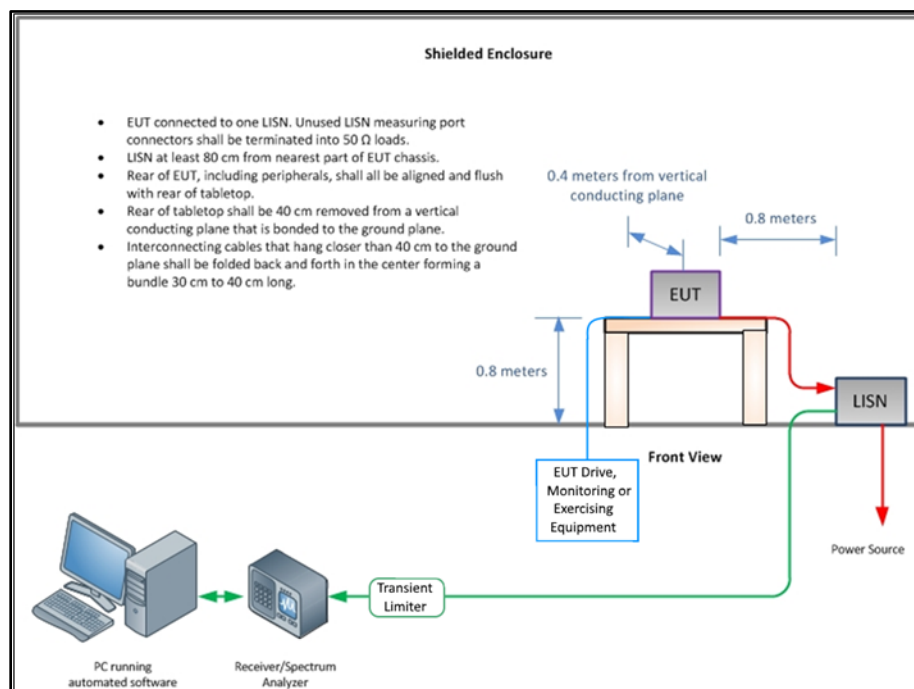 Shielded Enclosure
• EUT connected to one LISN. Unused LISN measuring port
connectors shall be terminated into 50 Ω loads.
• LISN at least 80 cm from nearest part of EUT chassis.
• Rear of EUT, including peripherals, shall all be aligned and flush
with rear of tabletop.
• Rear of tabletop shall be 40 cm removed from a vertical
conducting plane that is bonded to the ground plane.
• Interconnecting cables that hang closer than 40 cm to the ground
plane shall be folded back and forth in the center forming a
bundle 30 cm to 40 cm long.
0.4 meters from vertical
conducting plane
0.8 meters
EUT
0.8 meters
LISN
Front View
EUT Drive,
Monitoring or
Exercising
Equipment
Power Source
Transient
Limiter
PC running
automated software
Receiver/Spectrum
Analyzer